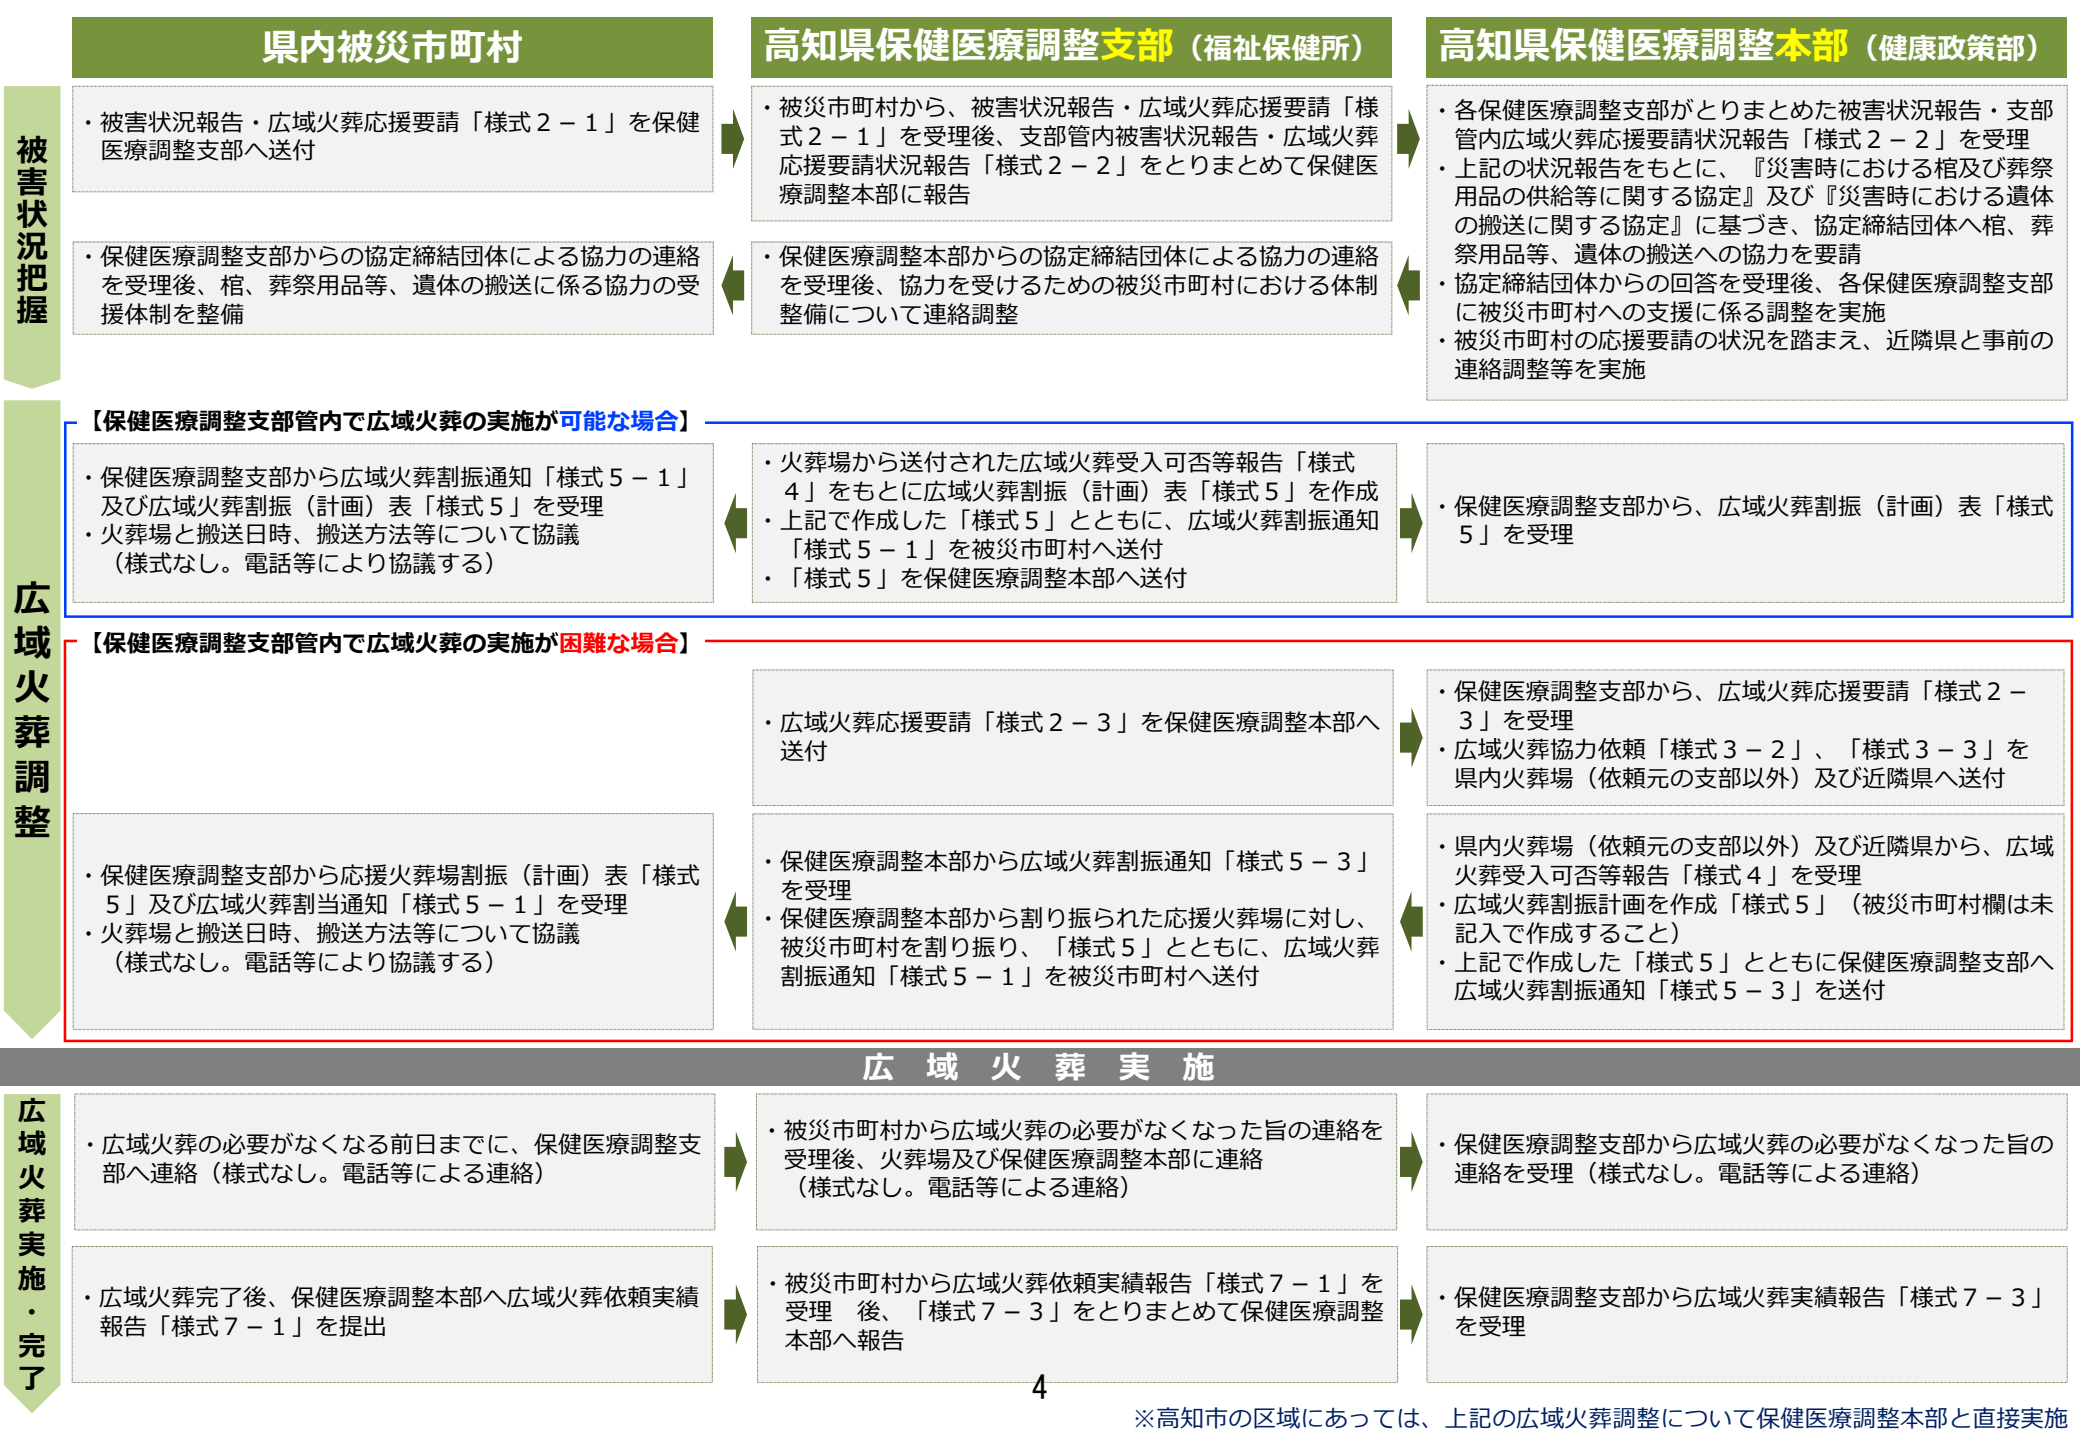 県内被災市町村
高知県保健医療調整支部（福祉保健所）
高知県保健医療調整本部（健康政策部）
被害状況把握
・被害状況報告・広域火葬応援要請「様式２－１」を保健
医療調整支部へ送付
・被災市町村から、被害状況報告・広域火葬応援要請「様
式２－１」を受理後、支部管内被害状況報告・広域火葬
応援要請状況報告「様式２－２」をとりまとめて保健医
療調整本部に報告
・各保健医療調整支部がとりまとめた被害状況報告・支部
管内広域火葬応援要請状況報告「様式２－２」を受理
・上記の状況報告をもとに、『災害時における棺及び葬祭
用品の供給等に関する協定』及び『災害時における遺体
の搬送に関する協定』に基づき、協定締結団体へ棺、葬
祭用品等、遺体の搬送への協力を要請
・協定締結団体からの回答を受理後、各保健医療調整支部
に被災市町村への支援に係る調整を実施
・被災市町村の応援要請の状況を踏まえ、近隣県と事前の
連絡調整等を実施
・保健医療調整支部からの協定締結団体による協力の連絡
を受理後、棺、葬祭用品等、遺体の搬送に係る協力の受
援体制を整備
・保健医療調整本部からの協定締結団体による協力の連絡
を受理後、協力を受けるための被災市町村における体制
整備について連絡調整
広域火葬調整
【保健医療調整支部管内で広域火葬の実施が可能な場合】
・保健医療調整支部から広域火葬割振通知「様式５－１」
及び広域火葬割振（計画）表「様式５」を受理
・火葬場と搬送日時、搬送方法等について協議
（様式なし。電話等により協議する）
・火葬場から送付された広域火葬受入可否等報告「様式
４」をもとに広域火葬割振（計画）表「様式５」を作成
・上記で作成した「様式５」とともに、広域火葬割振通知
「様式５－１」を被災市町村へ送付
・「様式５」を保健医療調整本部へ送付
・保健医療調整支部から、広域火葬割振（計画）表「様式
５」を受理
【保健医療調整支部管内で広域火葬の実施が困難な場合】
・広域火葬応援要請「様式２－３」を保健医療調整本部へ
送付
・保健医療調整支部から、広域火葬応援要請「様式２－
３」を受理
・広域火葬協力依頼「様式３－２」、「様式３－３」を
県内火葬場（依頼元の支部以外）及び近隣県へ送付
・保健医療調整支部から応援火葬場割振（計画）表「様式
５」及び広域火葬割当通知「様式５－１」を受理
・火葬場と搬送日時、搬送方法等について協議
（様式なし。電話等により協議する）
・保健医療調整本部から広域火葬割振通知「様式５－３」
を受理
・保健医療調整本部から割り振られた応援火葬場に対し、
被災市町村を割り振り、「様式５」とともに、広域火葬
割振通知「様式５－１」を被災市町村へ送付
・県内火葬場（依頼元の支部以外）及び近隣県から、広域
火葬受入可否等報告「様式４」を受理
・広域火葬割振計画を作成「様式５」（被災市町村欄は未
記入で作成すること）
・上記で作成した「様式５」とともに保健医療調整支部へ
広域火葬割振通知「様式５－３」を送付
広　域　火　葬　実　施
広域火葬実施・完了
・広域火葬の必要がなくなる前日までに、保健医療調整支
部へ連絡（様式なし。電話等による連絡）
・被災市町村から広域火葬の必要がなくなった旨の連絡を
受理後、火葬場及び保健医療調整本部に連絡
（様式なし。電話等による連絡）
・保健医療調整支部から広域火葬の必要がなくなった旨の
連絡を受理（様式なし。電話等による連絡）
・広域火葬完了後、保健医療調整本部へ広域火葬依頼実績
報告「様式７－１」を提出
・被災市町村から広域火葬依頼実績報告「様式７－１」を
受理　後、「様式７－３」をとりまとめて保健医療調整
本部へ報告
・保健医療調整支部から広域火葬実績報告「様式７－３」
を受理
4
※高知市の区域にあっては、上記の広域火葬調整について保健医療調整本部と直接実施